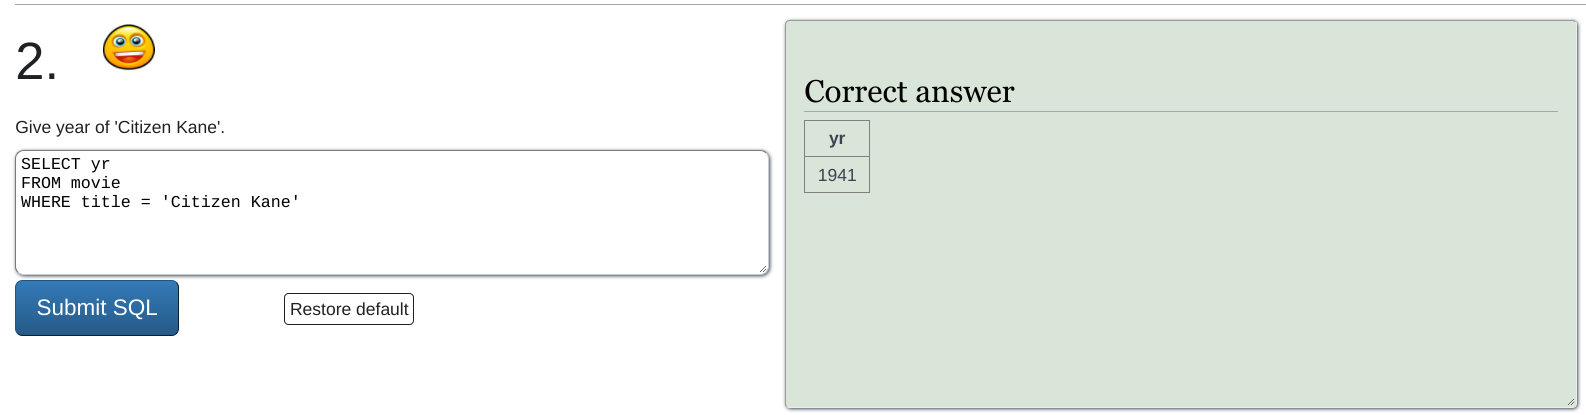 2.
Give year of 'Citizen Kane'.
SELECT yr
FROM movie
WHERE title = 'Citizen Kane'
Submit SQL
Restore default
Correct answer
yr
1941